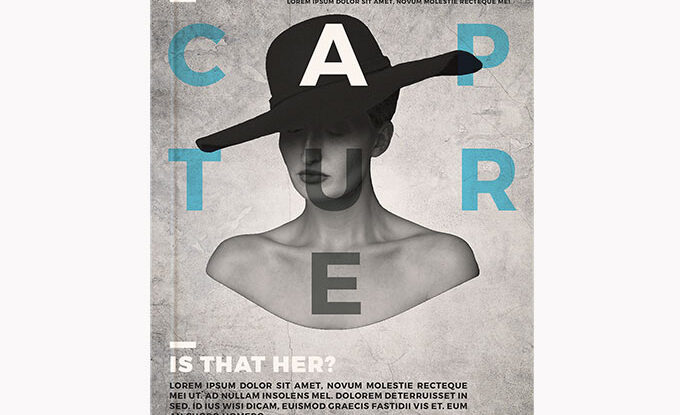 LOREM IPSUM DOLOR SIT AMET, NOVUM MOLESTIE RECTEQUE MEI
C A P
T U R
E
IS THAT HER?
LOREM IPSUM DOLOR SIT AMET, NOVUM MOLESTIE RECTEQUE
MEI UT. AD NULLAM INSOLENS MEL. DOLOREM DETERRUISSET IN
SED. ID IUS WISI DICAM, EUISMOD GRAECIS FACILISIS VIS ET. EUM